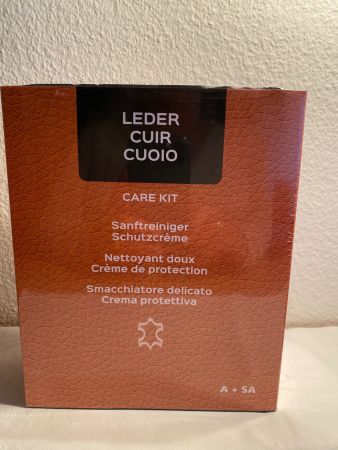 LEDER
CUIR
CUOIO
CARE KIT
Sanftreiniger
Schutzcrème
Nettoyant doux
Crème de protection
Smacchiatore delicato
Crema protettiva
A + SA